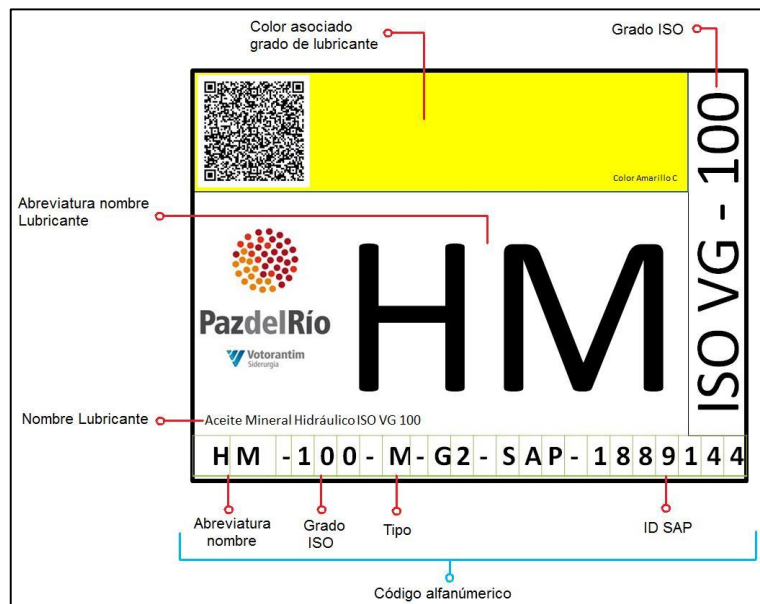 Color asociado
grado de lubricante
Grado ISO
Color Amarillo C
ISO VG - 100
Abreviatura nombre
Lubricante
HM
PazdelRío
Votorantim
Siderurgia
Nombre Lubricante
Aceite Mineral Hidráulico ISO VG 100
HM -100-M-G2-SAP-1889144
Abreviatura
nombre
Grado
ISO
Tipo
ID SAP
Código alfanúmerico